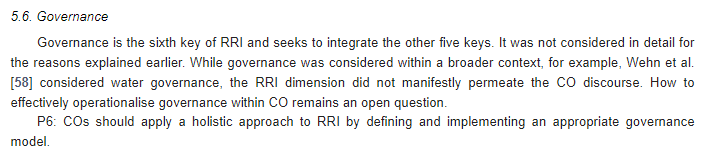 5.6. Governance
Governance is the sixth key of RRI and seeks to integrate the other five keys. It was not considered in detail for
the reasons explained earlier. While governance was considered within a broader context, for example, Wehn et al.
[58] considered water governance, the RRI dimension did not manifestly permeate the CO discourse. How to
effectively operationalise governance within CO remains an open question.
P6: COs should apply a holistic approach to RRI by defining and implementing an appropriate governance
model.